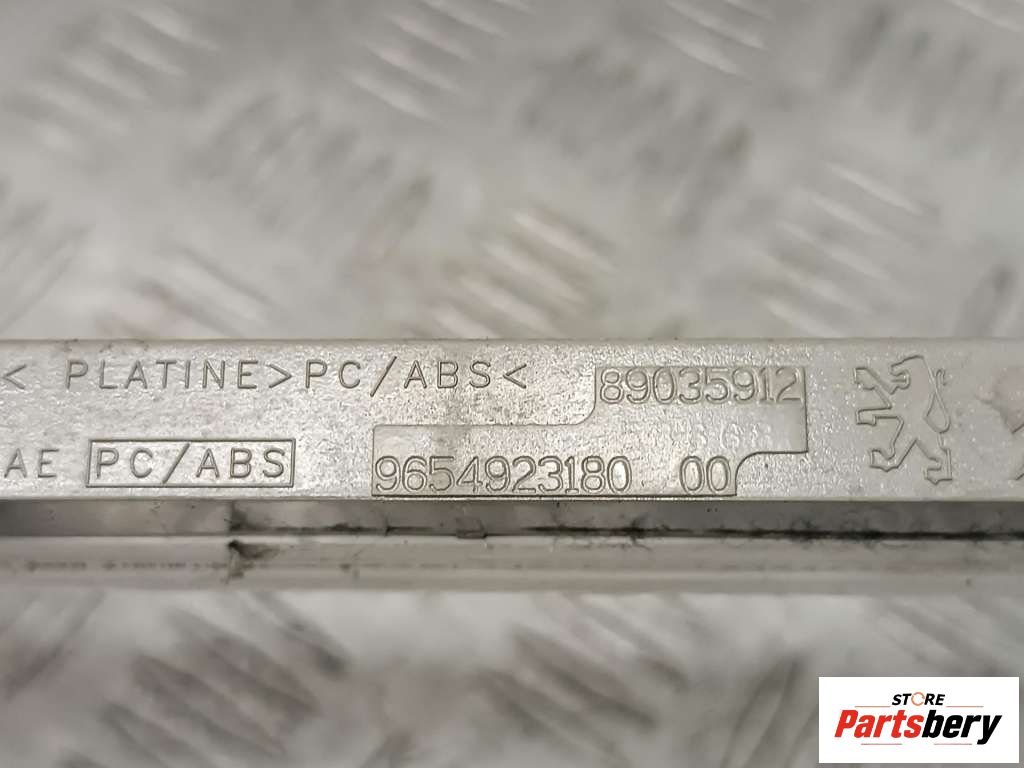 < PLATINE>PC/ABS<
89035912
AE PC/ABS
9654923180 00
STORE
Partsbery